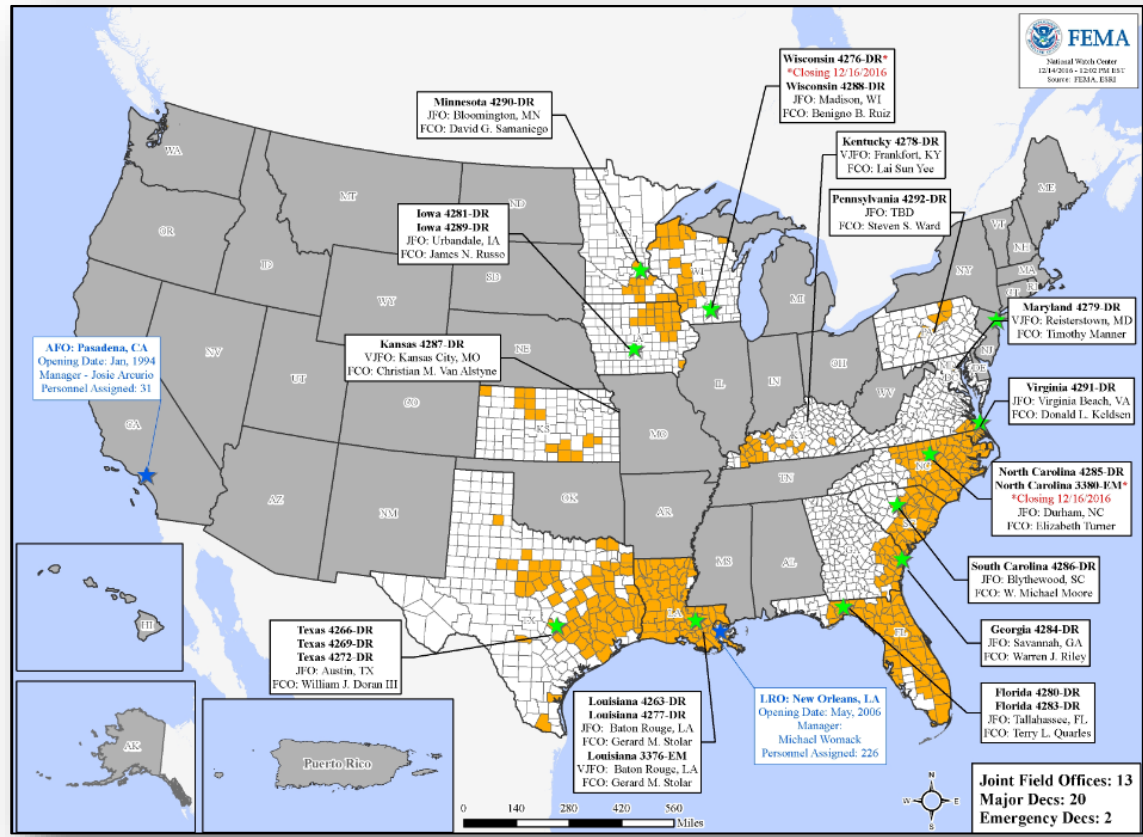 FEMA
National Watch Center
12/14/2016 - 12:02 PM EST
Source: FEMA, ESRI
Wisconsin 4276-DR*
*Closing 12/16/2016
Wisconsin 4288-DR
JFO: Madison, WI
FCO: Benigno B. Ruiz
Minnesota 4290-DR
JFO: Bloomington, MN
FCO: David G. Samaniego
Kentucky 4278-DR
VJFO: Frankfort, KY
FCO: Lai Sun Yee
Pennsylvania 4292-DR
JFO: TBD
FCO: Steven S. Ward
Iowa 4281-DR
Iowa 4289-DR
JFO: Urbandale, IA
FCO: James N. Russo
Maryland 4279-DR
VJFO: Reisterstown, MD
FCO: Timothy Manner
AFO: Pasadena, CA
Opening Date: Jan, 1994
Manager - Josie Arcurio
Personnel Assigned: 31
Kansas 4287-DR
VJFO: Kansas City, MO
FCO: Christian M. Van Alstyne
Virginia 4291-DR
JFO: Virginia Beach, VA
FCO: Donald L. Keldsen
North Carolina 4285-DR
North Carolina 3380-EM*
*Closing 12/16/2016
JFO: Durham, NC
FCO: Elizabeth Turner
South Carolina 4286-DR
JFO: Blythewood, SC
FCO: W. Michael Moore
Georgia 4284-DR
JFO: Savannah, GA
FCO: Warren J. Riley
Texas 4266-DR
Texas 4269-DR
Texas 4272-DR
JFO: Austin, TX
FCO: William J. Doran III
Florida 4280-DR
Florida 4283-DR
JFO: Tallahassee, FL
FCO: Terry L. Quarles
Louisiana 4263-DR
Louisiana 4277-DR
JFO: Baton Rouge, LA
FCO: Gerard M. Stolar
Louisiana 3376-EM
VJFO: Baton Rouge, LA
FCO: Gerard M. Stolar
LRO: New Orleans, LA
Opening Date: May, 2006
Manager:
Michael Womack
Personnel Assigned: 226
WA
MT
ND
ME
OR
ID
SD
WY
VT
NH
NY
MA
RI
WI
MI
IA
NE
NV
UT
CO
CA
KS
MO
IL
IN
OH
WV
NJ
DE
KY
TN
NC
AZ
NM
OK
AR
MS
AL
GA
TX
LA
FL
HI
AK
Puerto Rico
N
W
E
S
0 140 280 420 560
Miles
Joint Field Offices: 13
Major Decs: 20
Emergency Decs: 2